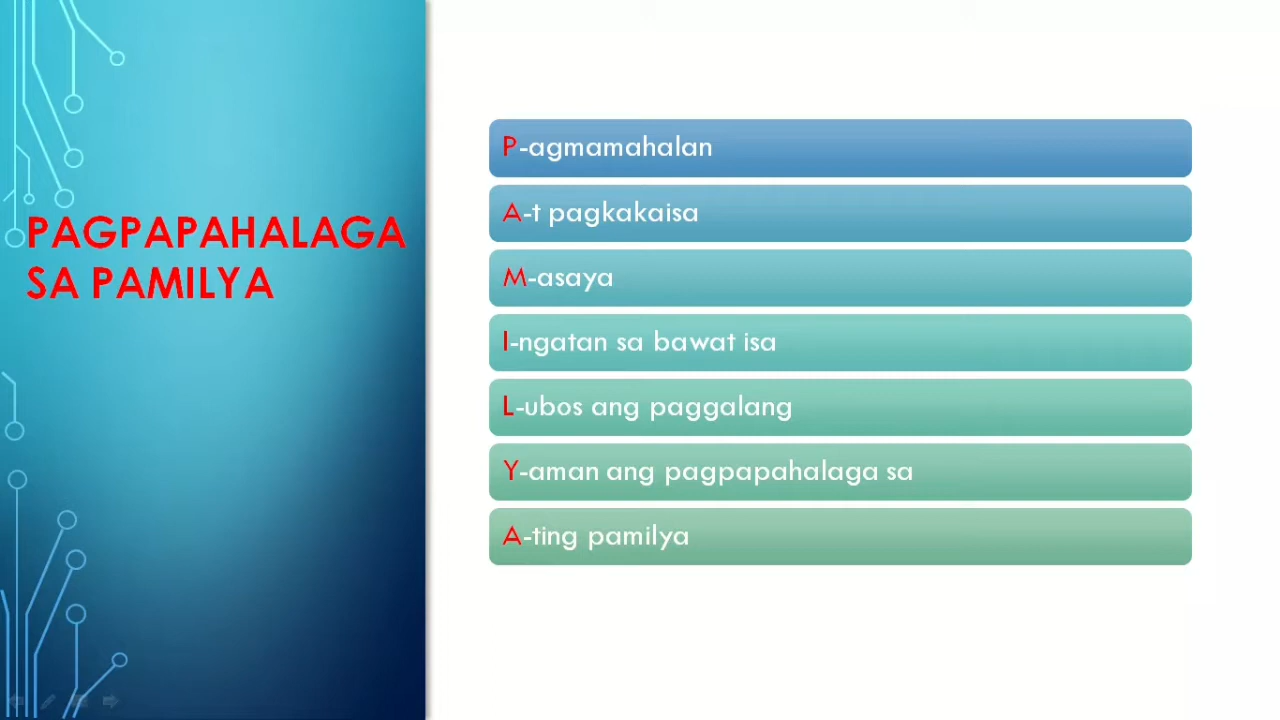 PAGPAPAHALAGA
SA PAMILYA
P-agmamahalan
A-t pagkakaisa
M-asaya
I-ngatan sa bawat isa
L-ubos ang paggalang
Y-aman ang pagpapahalaga sa
A-ting pamilya